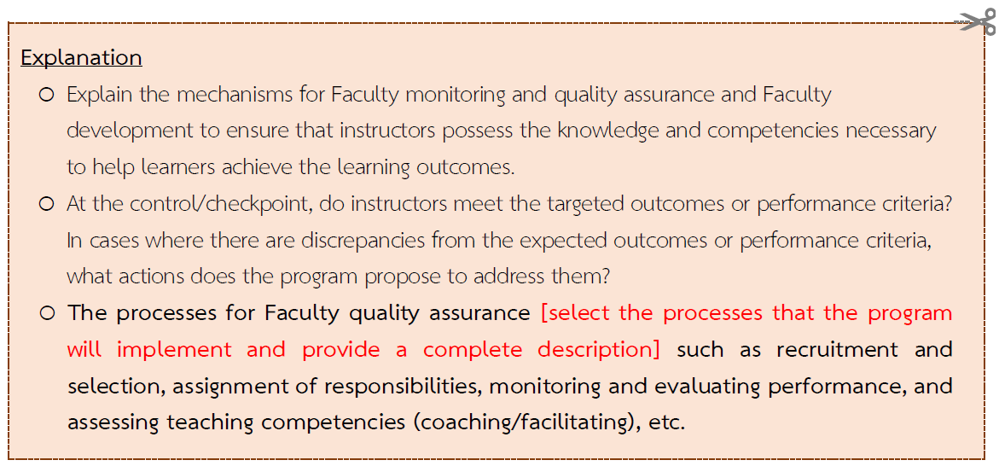 Explanation
○ Explain the mechanisms for Faculty monitoring and quality assurance and Faculty
development to ensure that instructors possess the knowledge and competencies necessary
to help learners achieve the learning outcomes.
○ At the control/checkpoint, do instructors meet the targeted outcomes or performance criteria?
In cases where there are discrepancies from the expected outcomes or performance criteria,
what actions does the program propose to address them?
○ The processes for Faculty quality assurance [select the processes that the program
will implement and provide a complete description] such as recruitment and
selection, assignment of responsibilities, monitoring and evaluating performance, and
assessing teaching competencies (coaching/facilitating), etc.